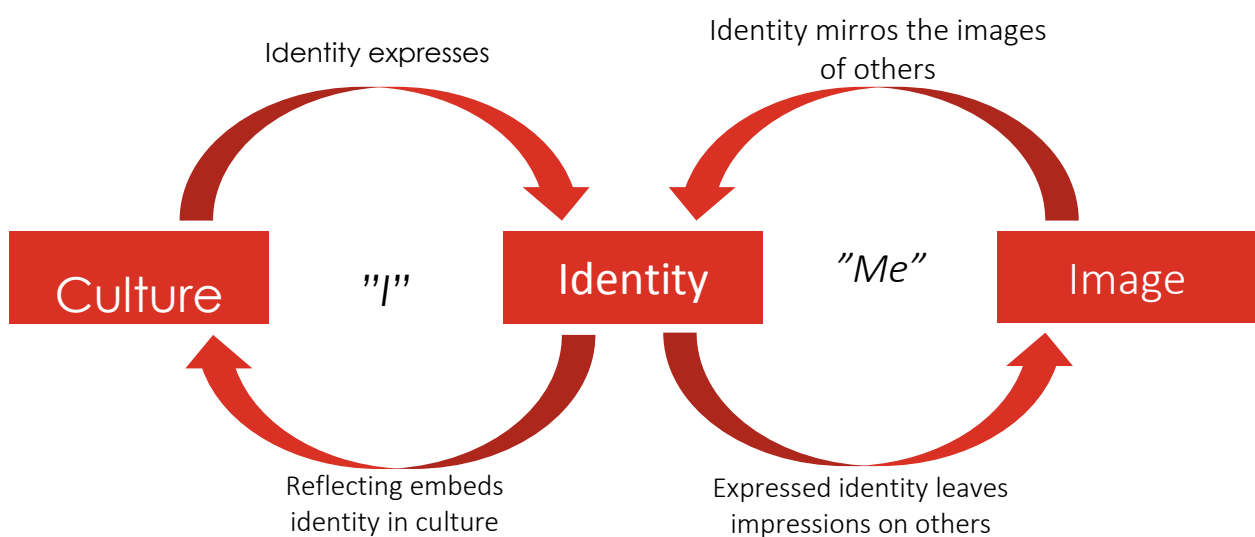 Identity expresses
Identity mirros the images
of others
Culture
"I"
Identity
"Me"
Image
Reflecting embeds
identity in culture
Expressed identity leaves
impressions on others